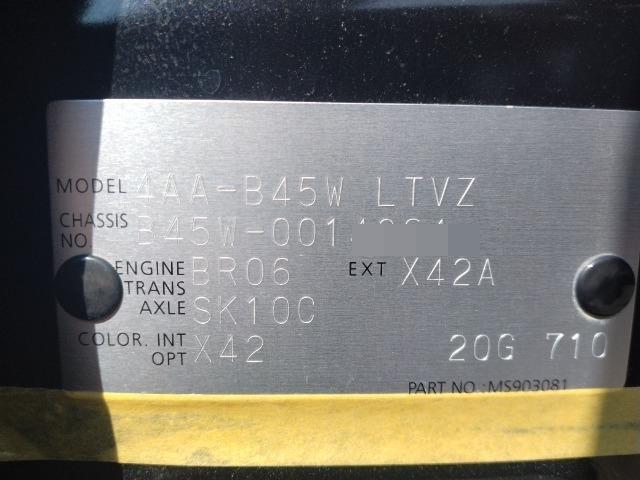 MODEL 4AA-B45W LTVZ
CHASSIS NO. B45W-001
ENGINE BR06 EXT X42A
TRANS AXLE SK10C
COLOR. INT X42
OPT 20G 710
PART NO.:MS903081